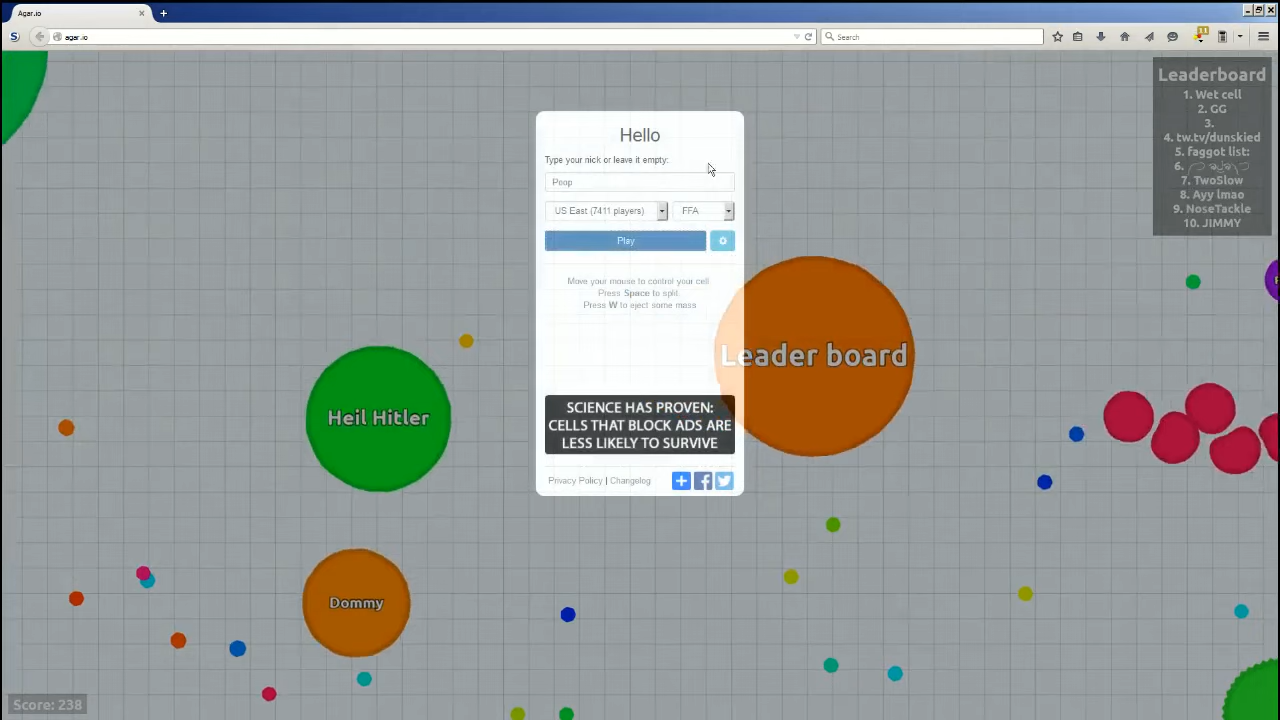 Agar.io
agar.io
Search
11
Leaderboard
1. Wet cell
2. GG
3.
4. tw.tv/dunskied
5. faggot list:
6.
7. TwoSlow
8. Ayy lmao
9. NoseTackle
10. JIMMY
Hello
Type your nick or leave it empty:
Poop
US East (7411 players)
FFA
Play
Move your mouse to control your cell
Press Space to split
Press W to eject some mass
Leader board
Heil Hitler
SCIENCE HAS PROVEN:
CELLS THAT BLOCK ADS ARE
LESS LIKELY TO SURVIVE
Privacy Policy | Changelog
Dommy
Score: 238